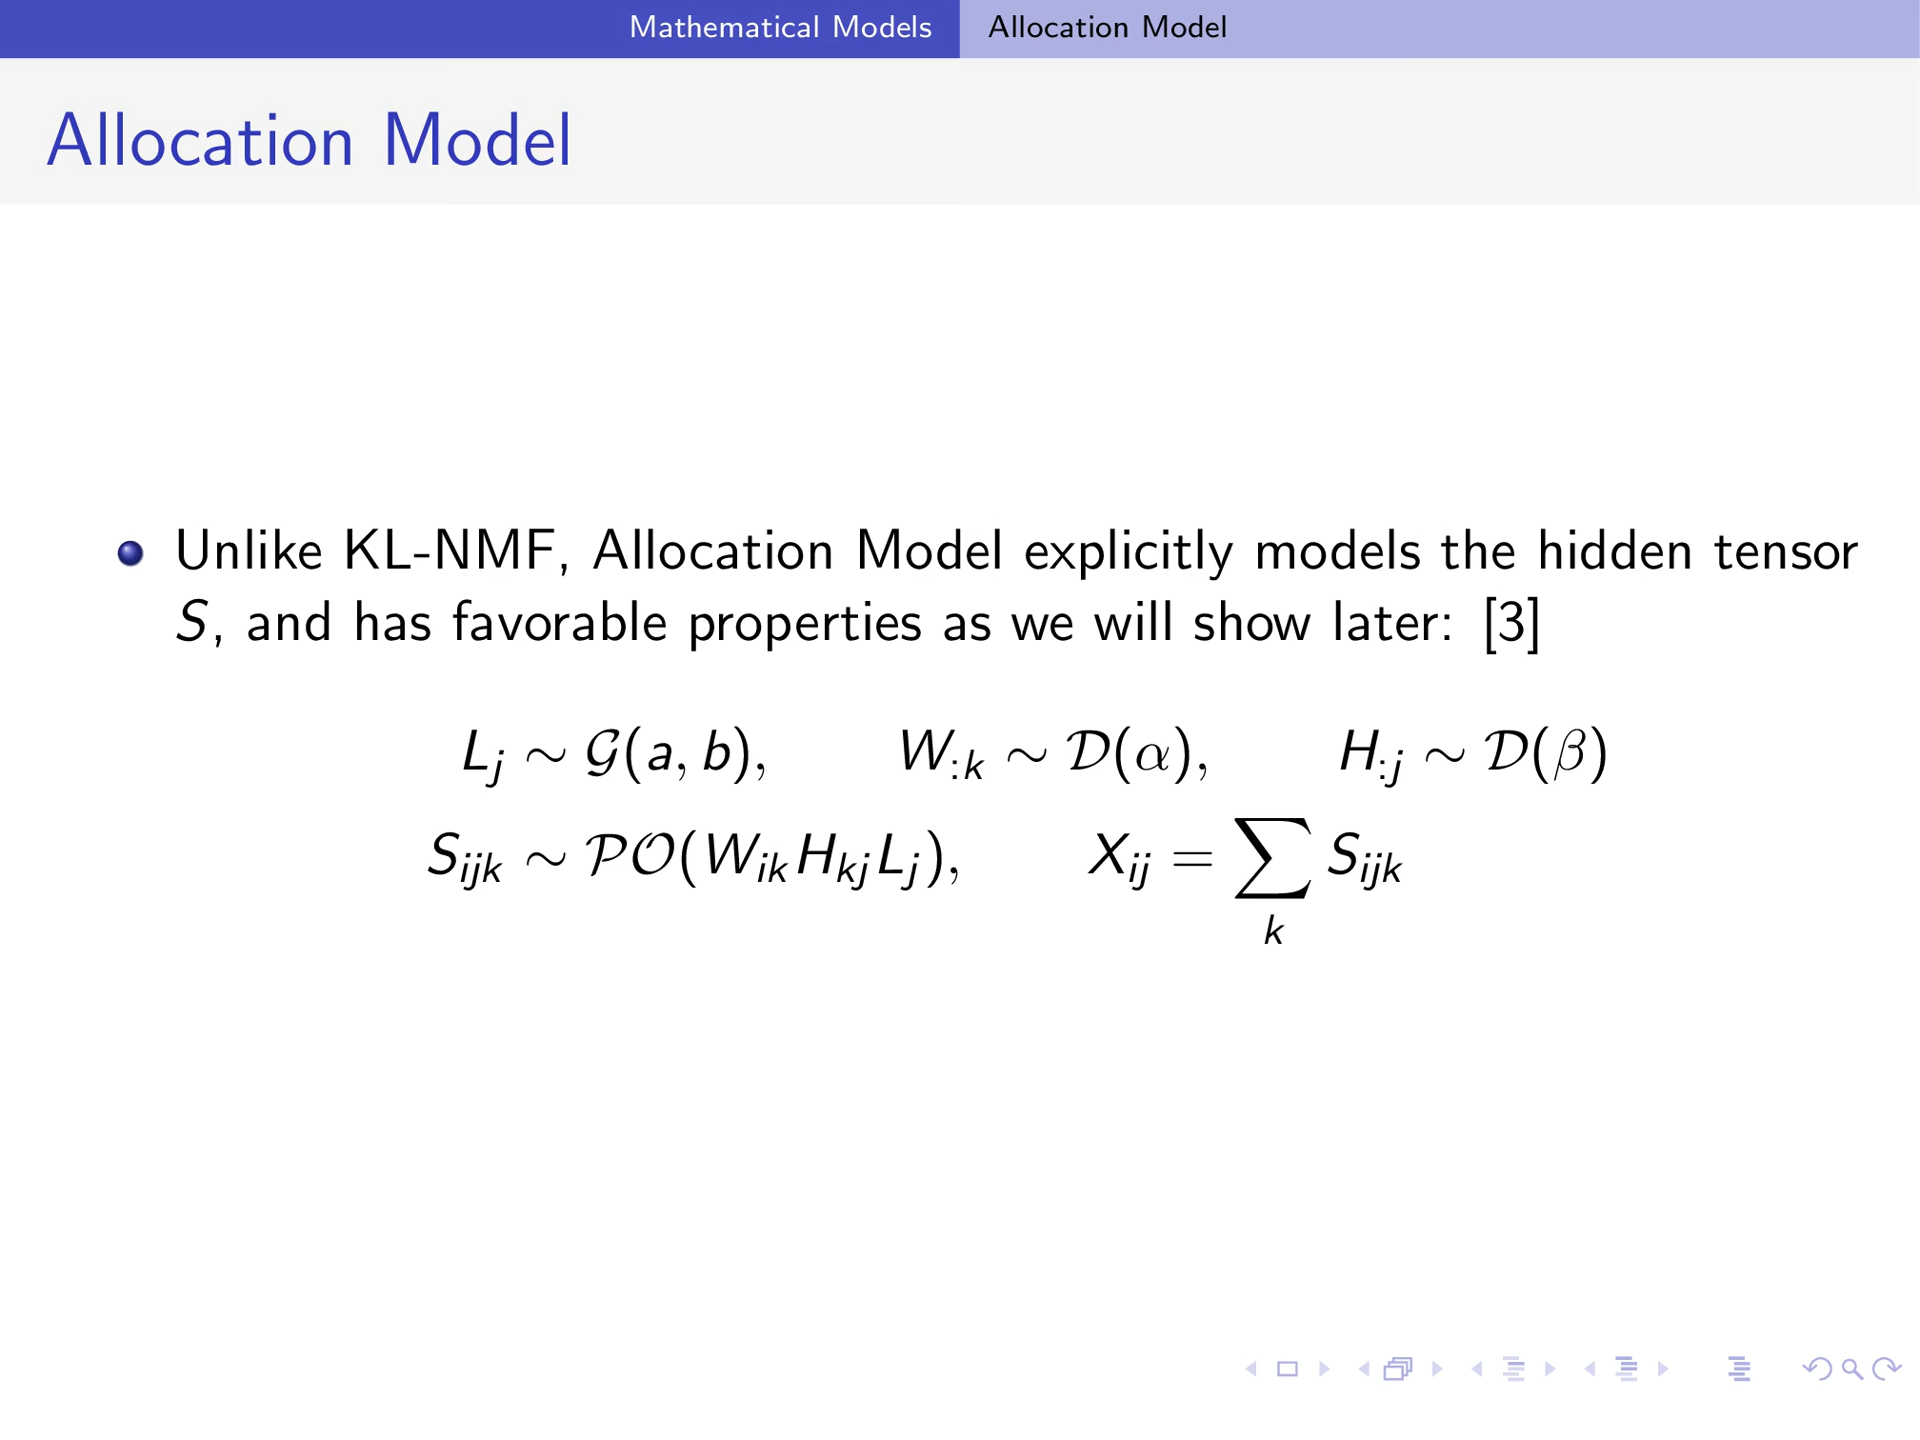 Mathematical Models Allocation Model
Allocation Model
Unlike KL-NMF, Allocation Model explicitly models the hidden tensor
S, and has favorable properties as we will show later: [3]
L_j ∼ 𝒢(a, b), W_{:k} ∼ 𝒟(α), H_{:j} ∼ 𝒟(β)
S_{ijk} ∼ 𝒫𝒪(W_{ik} H_{kj} L_j), X_{ij} = ∑_k S_{ijk}